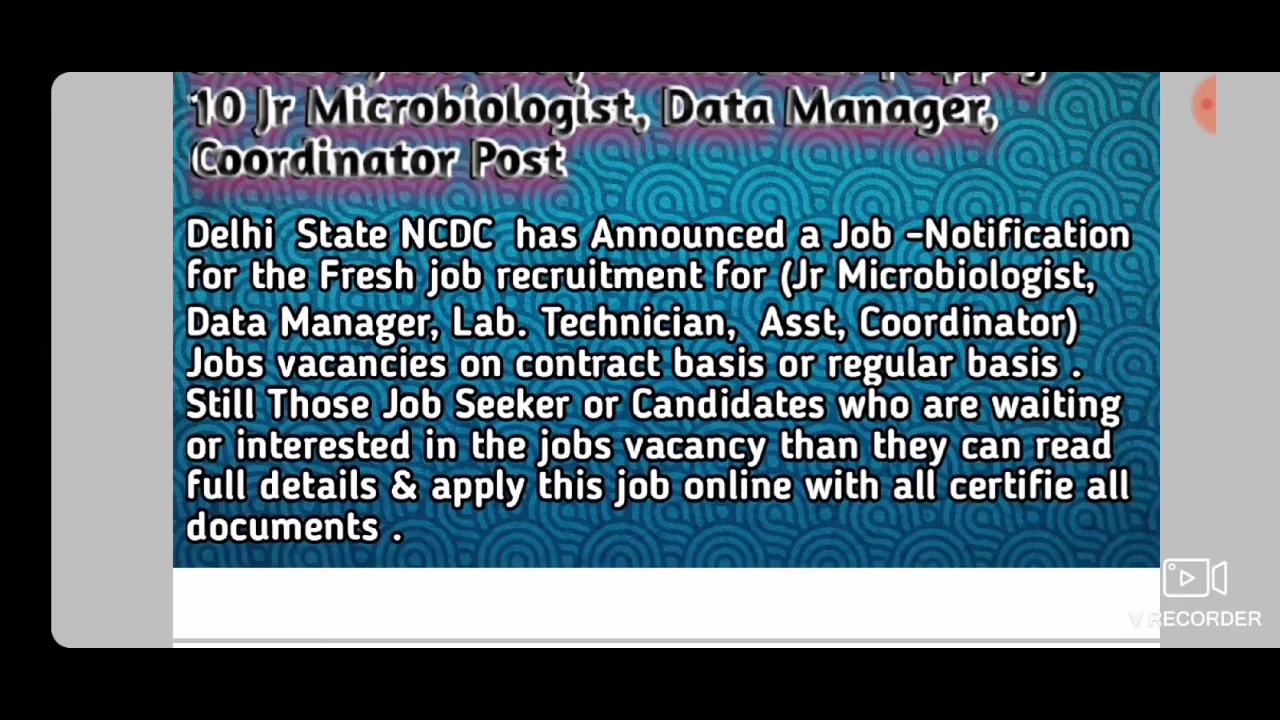 10 Jr Microbiologist, Data Manager,
Coordinator Post
Delhi State NCDC has Announced a Job -Notification
for the Fresh job recruitment for (Jr Microbiologist,
Data Manager, Lab. Technician, Asst, Coordinator)
Jobs vacancies on contract basis or regular basis .
Still Those Job Seeker or Candidates who are waiting
or interested in the jobs vacancy than they can read
full details & apply this job online with all certifie all
documents .
V RECORDER